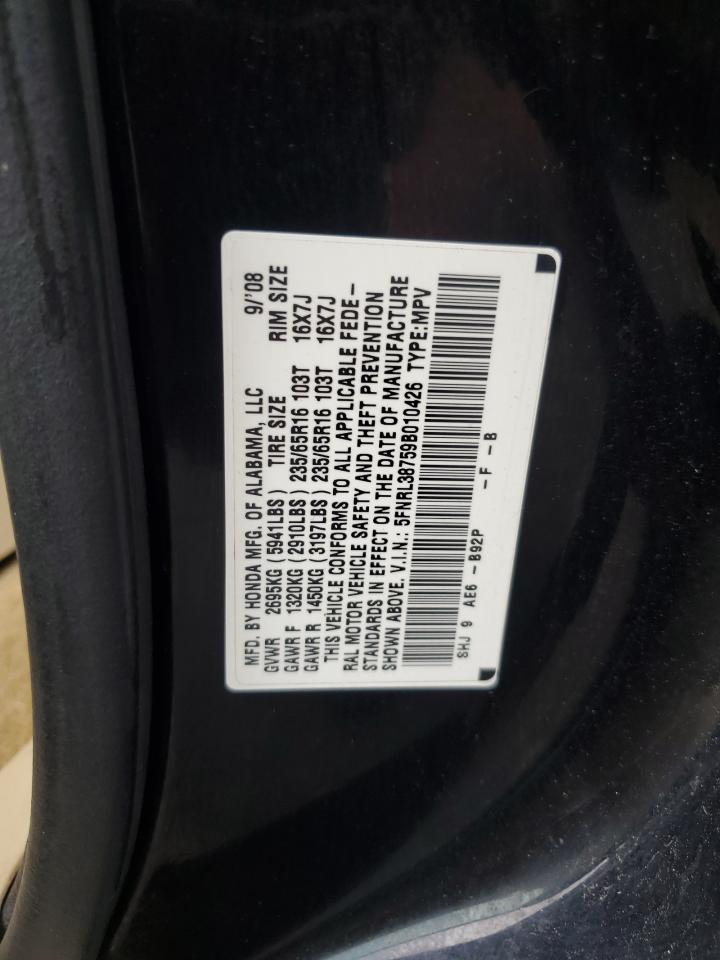 MFD. BY HONDA MFG. OF ALABAMA, LLC 9/'08
GVWR 2695KG (5941LBS) TIRE SIZE RIM SIZE
GAWR F 1320KG (2910LBS) 235/65R16 103T 16X7J
GAWR R 1450KG (3197LBS) 235/65R16 103T 16X7J
THIS VEHICLE CONFORMS TO ALL APPLICABLE FEDE-
RAL MOTOR VEHICLE SAFETY AND THEFT PREVENTION
STANDARDS IN EFFECT ON THE DATE OF MANUFACTURE
SHOWN ABOVE. V.I.N.: 5FNRL38759B010426 TYPE:MPV
SHJ 9 AE6 - B92P - F - B